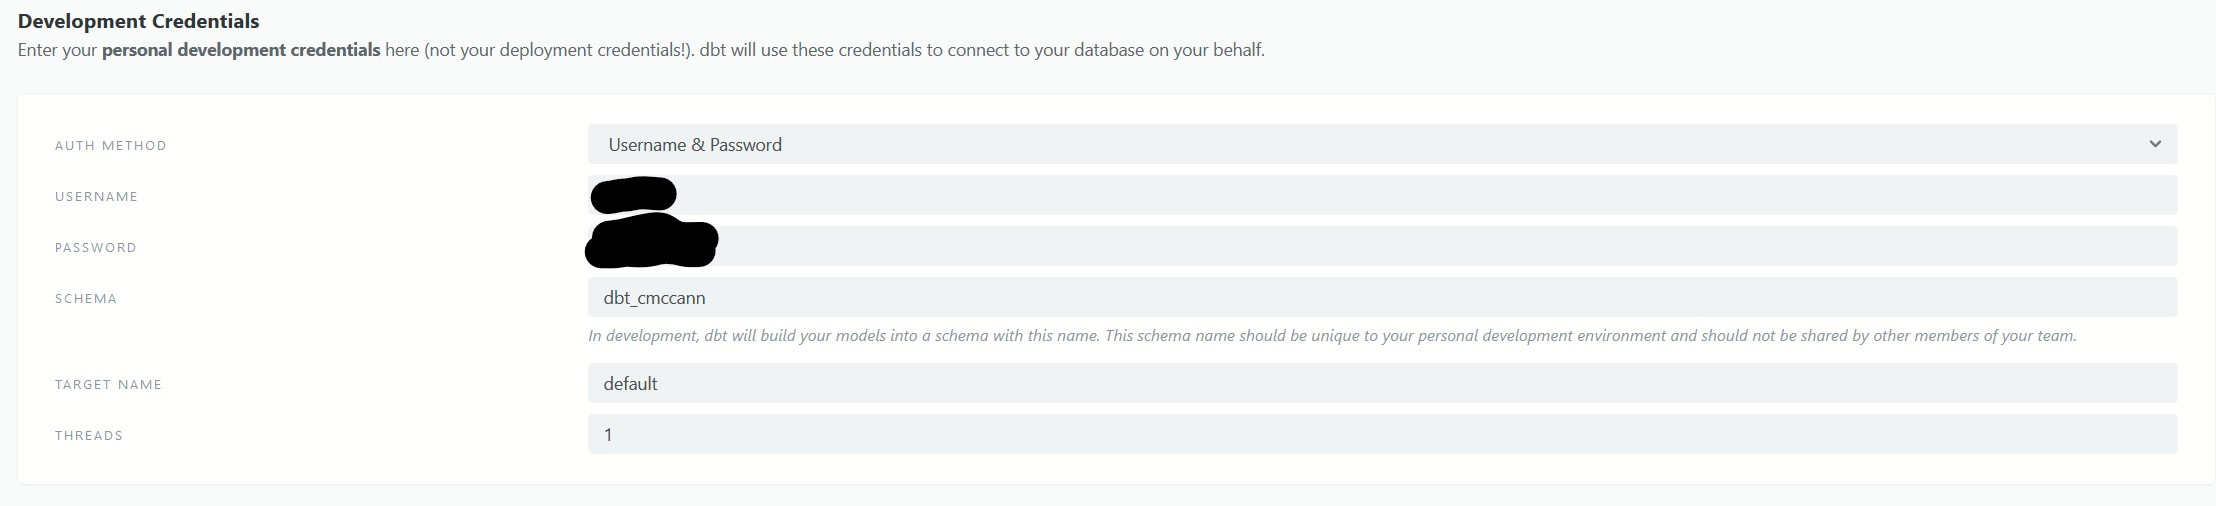 Development Credentials
Enter your personal development credentials here (not your deployment credentials!). dbt will use these credentials to connect to your database on your behalf.
AUTH METHOD
Username & Password
USERNAME
PASSWORD
SCHEMA
dbt_cmccann
In development, dbt will build your models into a schema with this name. This schema name should be unique to your personal development environment and should not be shared by other members of your team.
TARGET NAME
default
THREADS
1